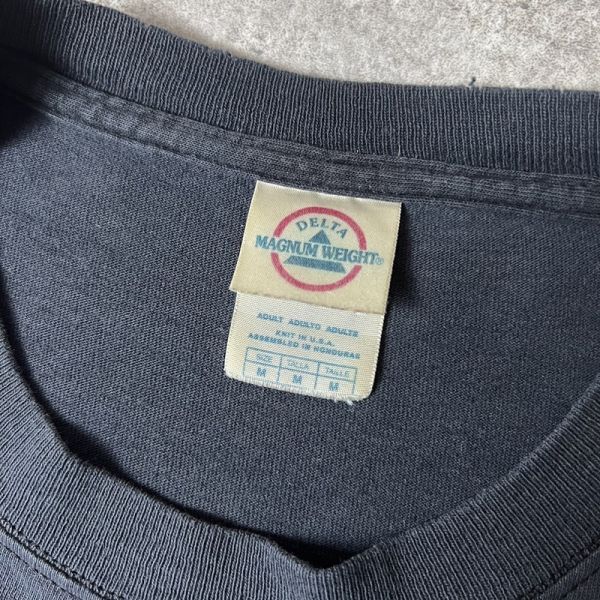 DELTA
MAGNUM WEIGHT®
ADULT ADULTO ADULTE
KNIT IN U.S.A.
ASSEMBLED IN HONDURAS
SIZE TALLA TAILLE
M M M